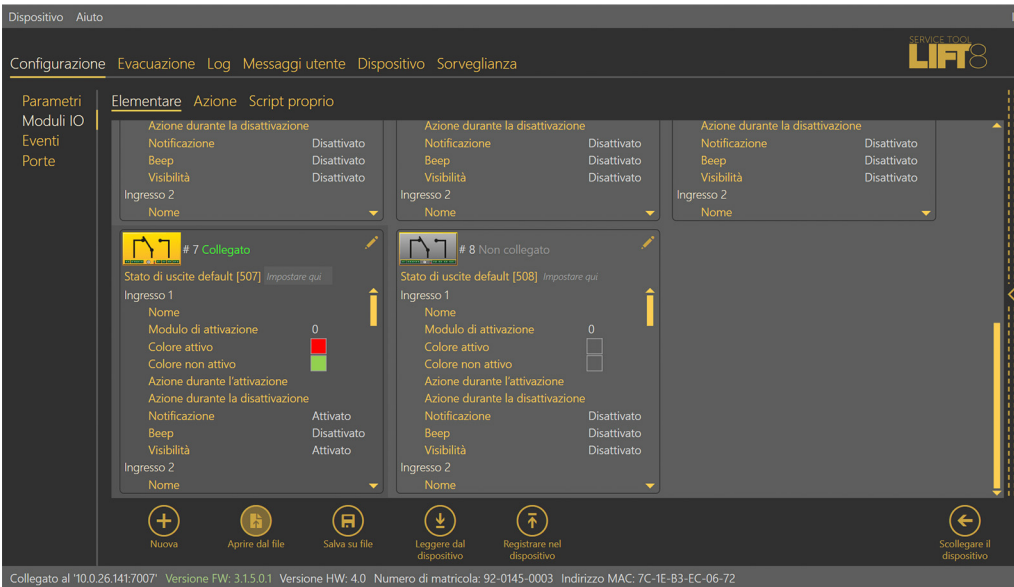 Dispositivo Aiuto
SERVICE TOOL
LIFT8
Configurazione Evacuazione Log Messaggi utente Dispositivo Sorveglianza
Parametri
Moduli IO
Eventi
Porte
Elementare Azione Script proprio
Azione durante la disattivazione Azione durante la disattivazione Azione durante la disattivazione
Notificazione Disattivato Notificazione Disattivato Notificazione Disattivato
Beep Disattivato Beep Disattivato Beep Disattivato
Visibilità Disattivato Visibilità Disattivato Visibilità Disattivato
Ingresso 2 Ingresso 2 Ingresso 2
Nome Nome Nome
# 7 Collegato # 8 Non collegato
Stato di uscite default [507] Impostare qui Stato di uscite default [508] Impostare qui
Ingresso 1 Ingresso 1
Nome Nome
Modulo di attivazione 0 Modulo di attivazione 0
Colore attivo Colore attivo
Colore non attivo Colore non attivo
Azione durante l'attivazione Azione durante l'attivazione
Azione durante la disattivazione Azione durante la disattivazione
Notificazione Attivato Notificazione Disattivato
Beep Disattivato Beep Disattivato
Visibilità Attivato Visibilità Disattivato
Ingresso 2 Ingresso 2
Nome Nome
Nuova Aprire dal file Salva su file Leggere dal dispositivo Registrare nel dispositivo Scollegare il dispositivo
Collegato al '10.0.26.141:7007' Versione FW: 3.1.5.0.1 Versione HW: 4.0 Numero di matricola: 92-0145-0003 Indirizzo MAC: 7C-1E-B3-EC-06-72